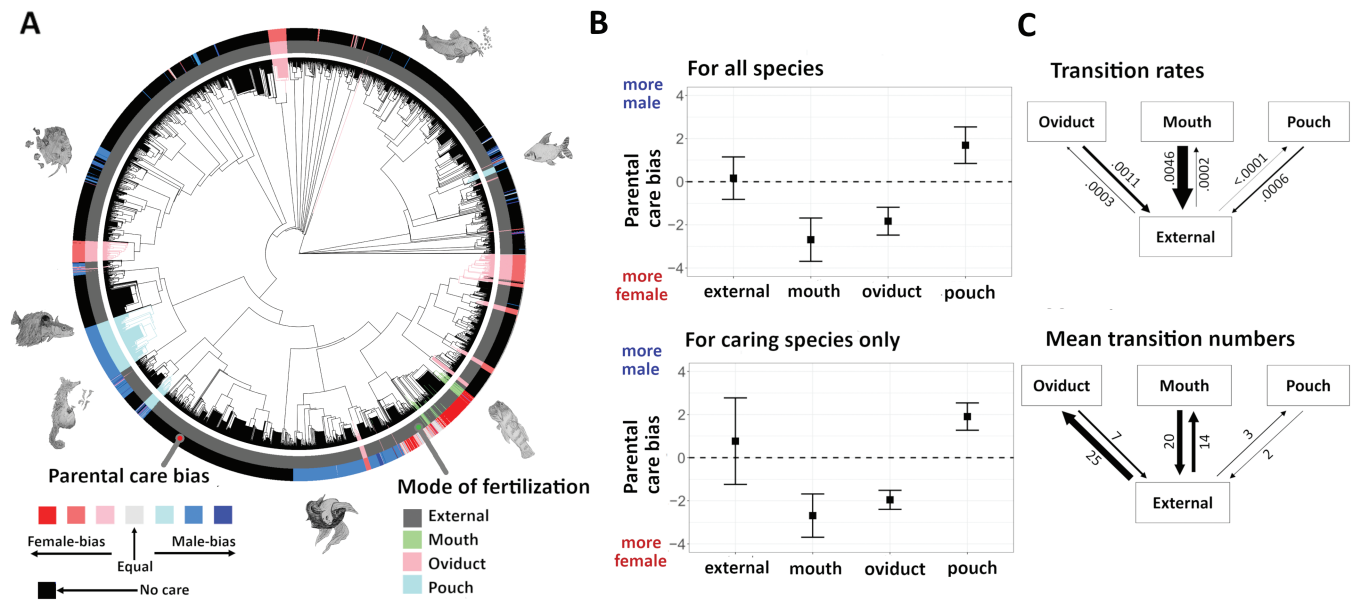 A
Parental care bias
Female-bias
Male-bias
Equal
No care
Mode of fertilization
External
Mouth
Oviduct
Pouch
B
For all species
more
male
4
2
0
−2
−4
Parental
care bias
more
female
external
mouth
oviduct
pouch
For caring species only
more
male
4
2
0
−2
−4
Parental
care bias
more
female
external
mouth
oviduct
pouch
C
Transition rates
Oviduct
Mouth
Pouch
.0011
.0003
.0046
.0002
<.0001
.0006
External
Mean transition numbers
Oviduct
Mouth
Pouch
7
25
20
14
3
2
External